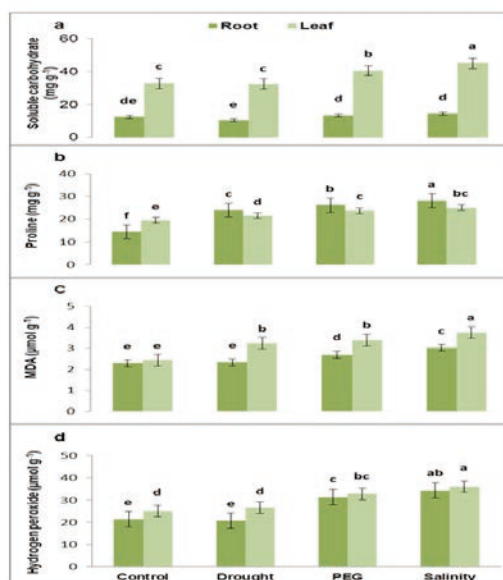 Root Leaf
a
Soluble carbohydrate
(mg g-1)
60
40
20
0
de c e c d b d a
b
Proline (mg g-1)
40
30
20
10
0
f e c d b c a bc
c
MDA (µmol g-1)
5
4
3
2
1
0
e e e b d b c a
d
Hydrogen peroxide (µmol g-1)
50
40
30
20
10
0
e d e d c bc ab a
Control Drought PEG Salinity